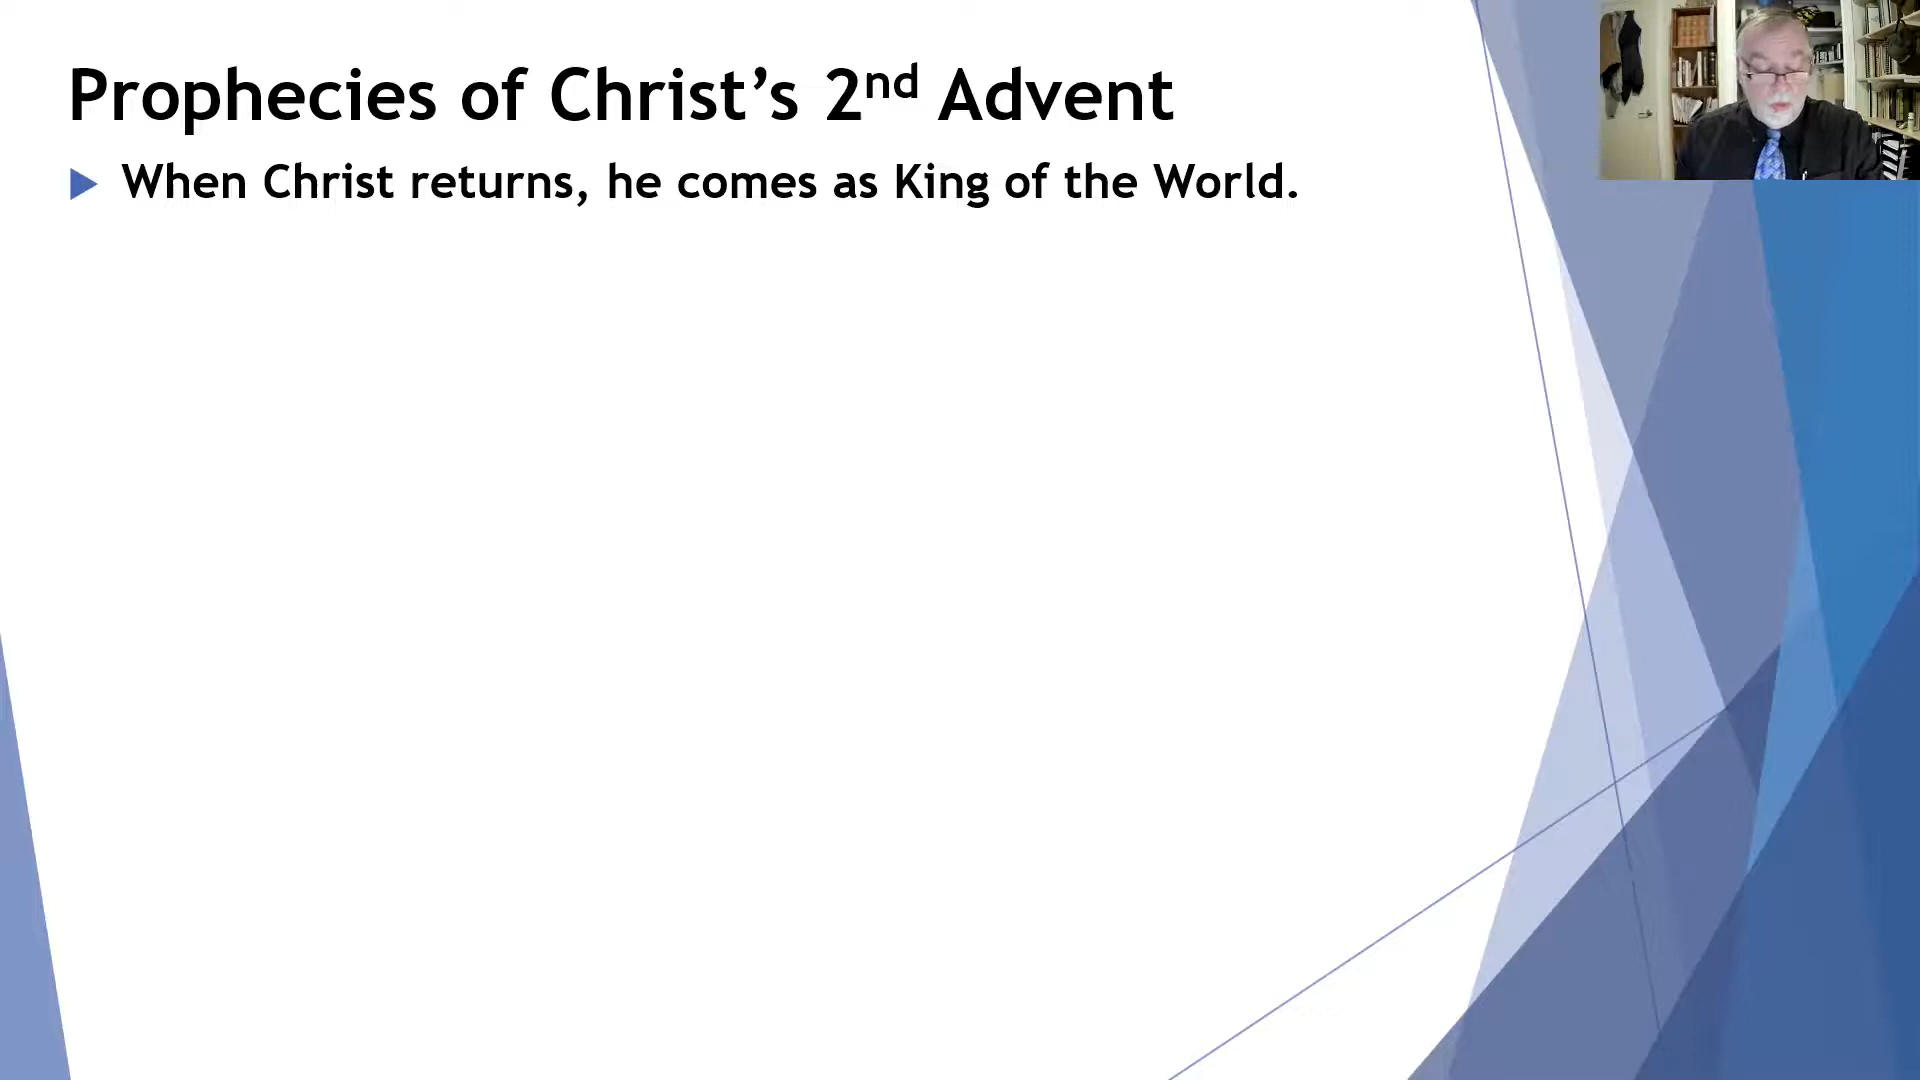 Prophecies of Christ’s 2nd Advent
When Christ returns, he comes as King of the World.